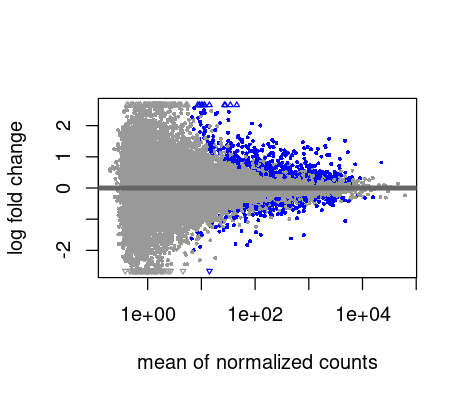 log fold change
2
1
0
-2
1e+00
1e+02
1e+04
mean of normalized counts